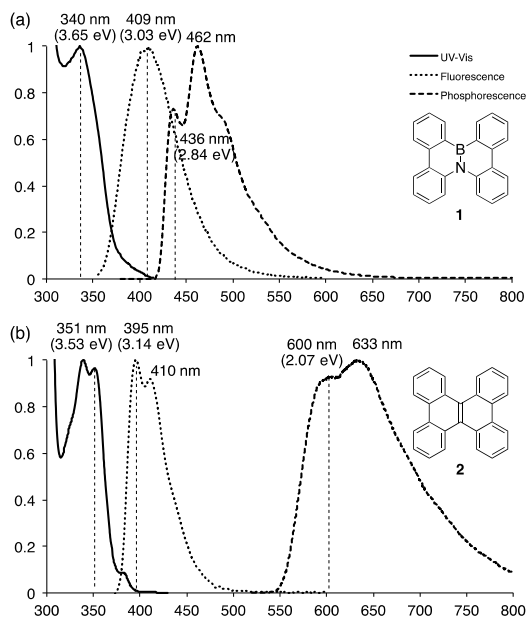 (a)
340 nm
(3.65 eV)
409 nm
(3.03 eV)
462 nm
436 nm
(2.84 eV)
UV-Vis
Fluorescence
Phosphorescence
B
N
1
1
0.8
0.6
0.4
0.2
0
300 350 400 450 500 550 600 650 700 750 800
(b)
351 nm
(3.53 eV)
395 nm
(3.14 eV)
410 nm
600 nm
(2.07 eV)
633 nm
2
1
0.8
0.6
0.4
0.2
0
300 350 400 450 500 550 600 650 700 750 800